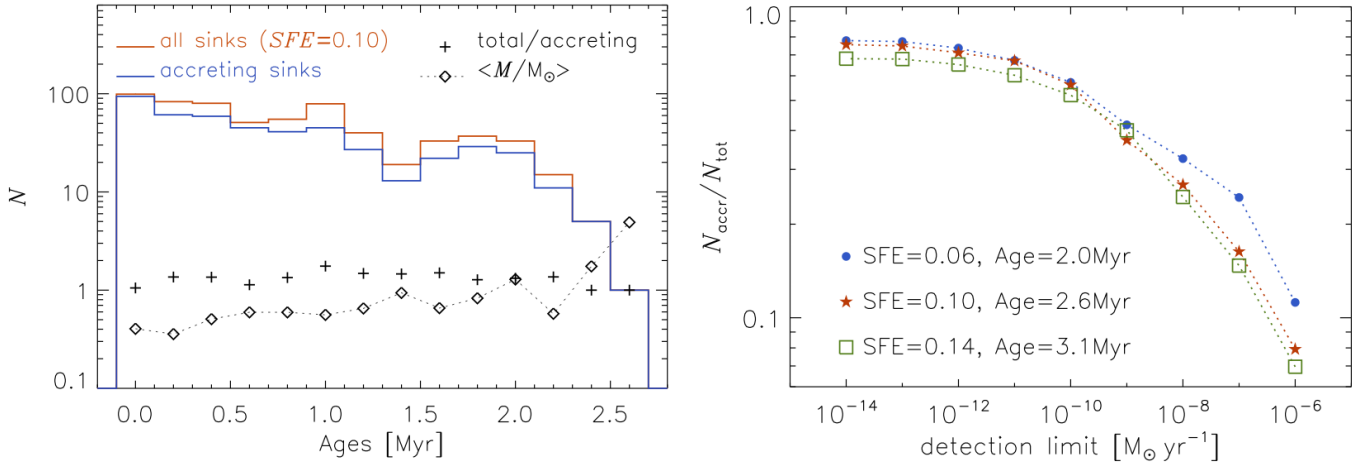 all sinks (SFE=0.10)
accreting sinks
total/accreting
<M/M☉>
N
100
10
1
0.1
0.0 0.5 1.0 1.5 2.0 2.5
Ages [Myr]
N_accr/N_tot
1.0
0.1
SFE=0.06, Age=2.0Myr
SFE=0.10, Age=2.6Myr
SFE=0.14, Age=3.1Myr
10⁻¹⁴ 10⁻¹² 10⁻¹⁰ 10⁻⁸ 10⁻⁶
detection limit [M☉ yr⁻¹]